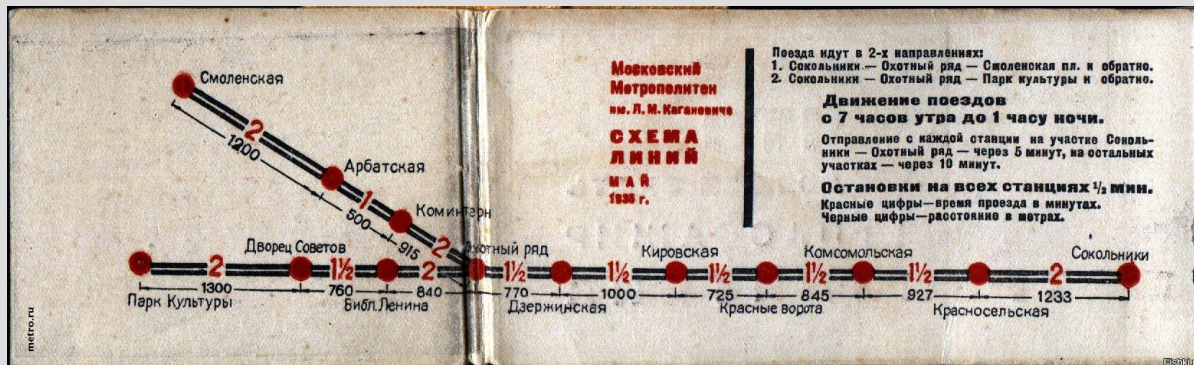 Смоленская
2
1200
Арбатская
1
500
Коминтерн
2
915
Дворец Советов
Охотный ряд
2
1½
2
1300
760
840
Парк Культуры
Библ. Ленина
metro.ru
Московский
Метрополитен
им. Л. М. Кагановича
СХЕМА
ЛИНИЙ
МАЙ
1935 г.
Поезда идут в 2-х направлениях:
1. Сокольники — Охотный ряд — Смоленская пл. и обратно.
2. Сокольники — Охотный ряд — Парк культуры и обратно.
Движение поездов
с 7 часов утра до 1 часу ночи.
Отправление с каждой станции на участке Соколь-
ники — Охотный ряд — через 5 минут, на остальных
участках — через 10 минут.
Остановки на всех станциях ½ мин.
Красные цифры—время проезда в минутах.
Черные цифры—расстояние в метрах.
Кировская
Комсомольская
Сокольники
1½
1½
1½
1½
1½
2
770
1000
725
845
927
1233
Дзержинская
Красные ворота
Красносельская
Fishki